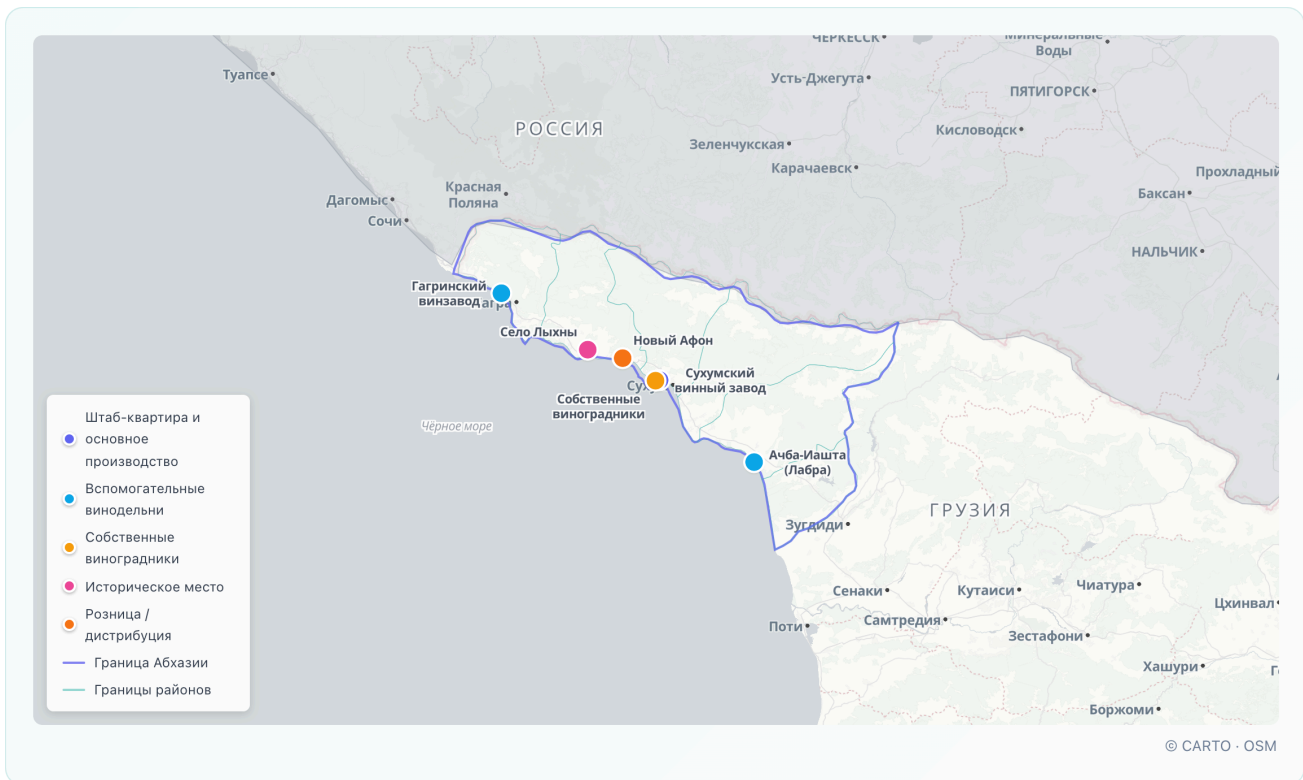 ЧЕРКЕССК
Минеральные
Воды
Туапсе
Усть-Джегута
ПЯТИГОРСК
РОССИЯ
Кисловодск
Зеленчукская
Карачаевск
Прохладный
Красная
Поляна
Баксан
Дагомыс
Сочи
НАЛЬЧИК
Гагринский
винзавод
Село Лыхны
Новый Афон
Сухумский
винный завод
Собственные
виноградники
Чёрное море
Ачба-Иашта
(Лабра)
ГРУЗИЯ
Зугдиди
Сенаки
Кутаиси
Чиатура
Цхинвал
Поти
Самтредия
Зестафони
Хашури
Боржоми
Штаб-квартира и
основное
производство
Вспомогательные
винодельни
Собственные
виноградники
Историческое место
Розница /
дистрибуция
Граница Абхазии
Границы районов
© CARTO · OSM